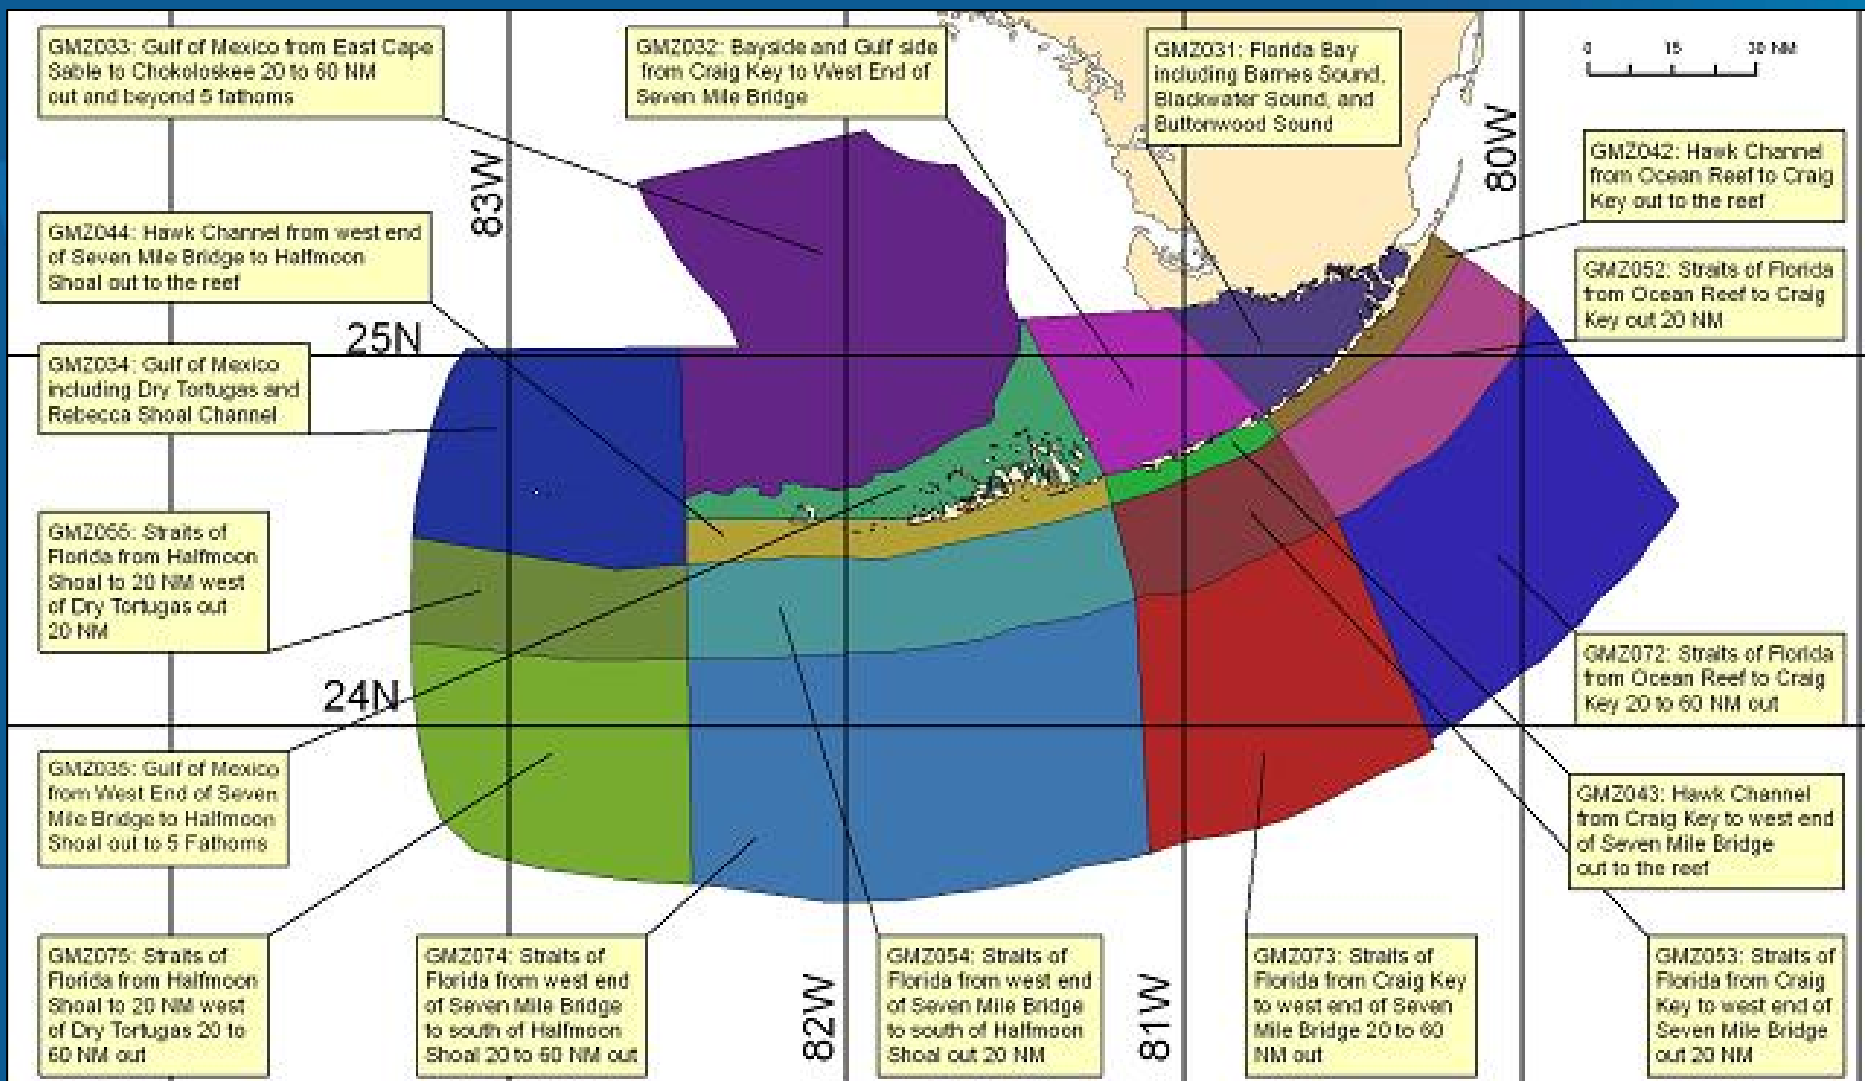 GMZ033: Gulf of Mexico from East Cape
Sable to Chokoloskee 20 to 60 NM
out and beyond 5 fathoms
GMZ032: Bayside and Gulf side
from Craig Key to West End of
Seven Mile Bridge
GMZ031: Florida Bay
including Barnes Sound,
Blackwater Sound, and
Buttonwood Sound
0 15 30 NM
83W
80W
GMZ042: Hawk Channel
from Ocean Reef to Craig
Key out to the reef
GMZ044: Hawk Channel from west end
of Seven Mile Bridge to Halfmoon
Shoal out to the reef
GMZ052: Straits of Florida
from Ocean Reef to Craig
Key out 20 NM
25N
GMZ034: Gulf of Mexico
including Dry Tortugas and
Rebecca Shoal Channel
GMZ055: Straits of
Florida from Halfmoon
Shoal to 20 NM west
of Dry Tortugas out
20 NM
24N
GMZ072: Straits of Florida
from Ocean Reef to Craig
Key 20 to 60 NM out
GMZ035: Gulf of Mexico
from West End of Seven
Mile Bridge to Halfmoon
Shoal out to 5 Fathoms
GMZ043: Hawk Channel
from Craig Key to west end
of Seven Mile Bridge
out to the reef
GMZ075: Straits of
Florida from Halfmoon
Shoal to 20 NM west
of Dry Tortugas 20 to
60 NM out
GMZ074: Straits of
Florida from west end
of Seven Mile Bridge
to south of Halfmoon
Shoal 20 to 60 NM out
82W
GMZ054: Straits of
Florida from west end
of Seven Mile Bridge
to south of Halfmoon
Shoal out 20 NM
81W
GMZ073: Straits of
Florida from Craig Key
to west end of Seven
Mile Bridge 20 to 60
NM out
GMZ053: Straits of
Florida from Craig
Key to west end of
Seven Mile Bridge
out 20 NM